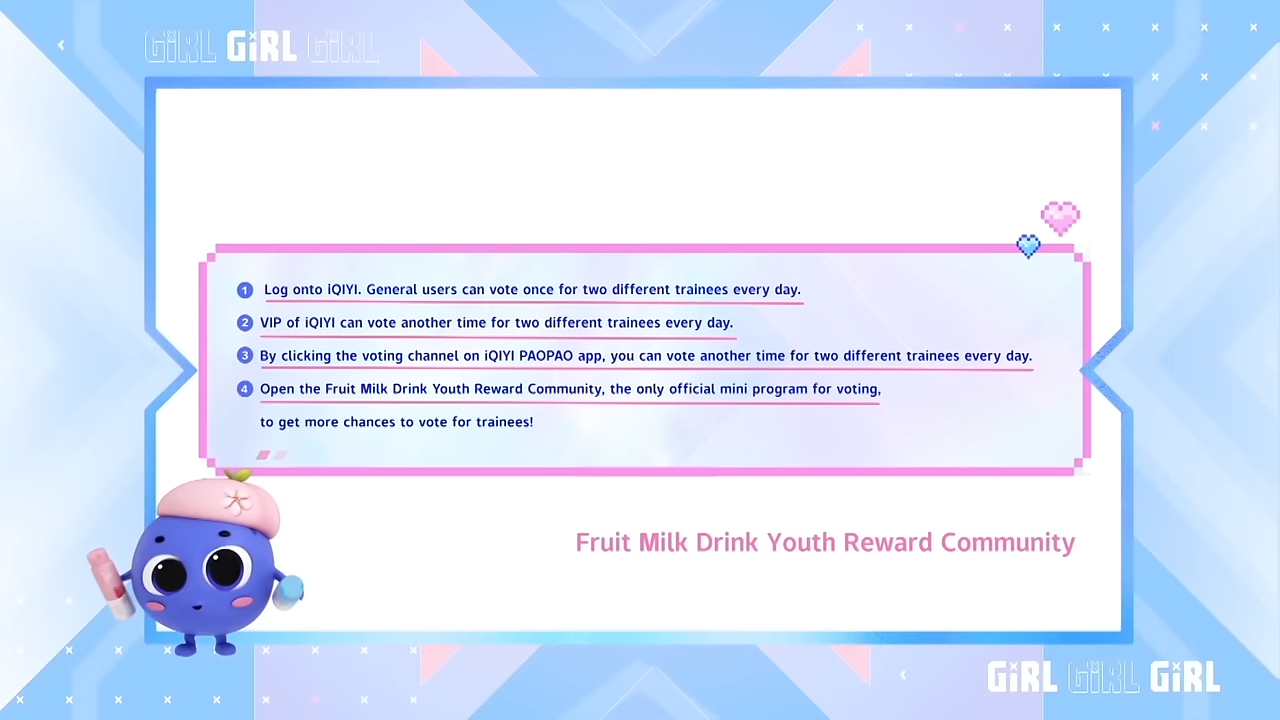 GiRL GiRL GiRL
1 Log onto iQIYI. General users can vote once for two different trainees every day.
2 VIP of iQIYI can vote another time for two different trainees every day.
3 By clicking the voting channel on iQIYI PAOPAO app, you can vote another time for two different trainees every day.
4 Open the Fruit Milk Drink Youth Reward Community, the only official mini program for voting,
to get more chances to vote for trainees!
Fruit Milk Drink Youth Reward Community
GiRL GiRL GiRL